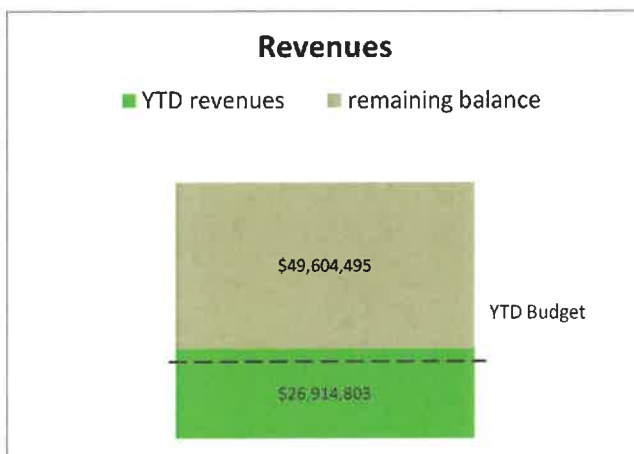 Revenues
YTD revenues remaining balance
$49,604,495
YTD Budget
$26,914,803